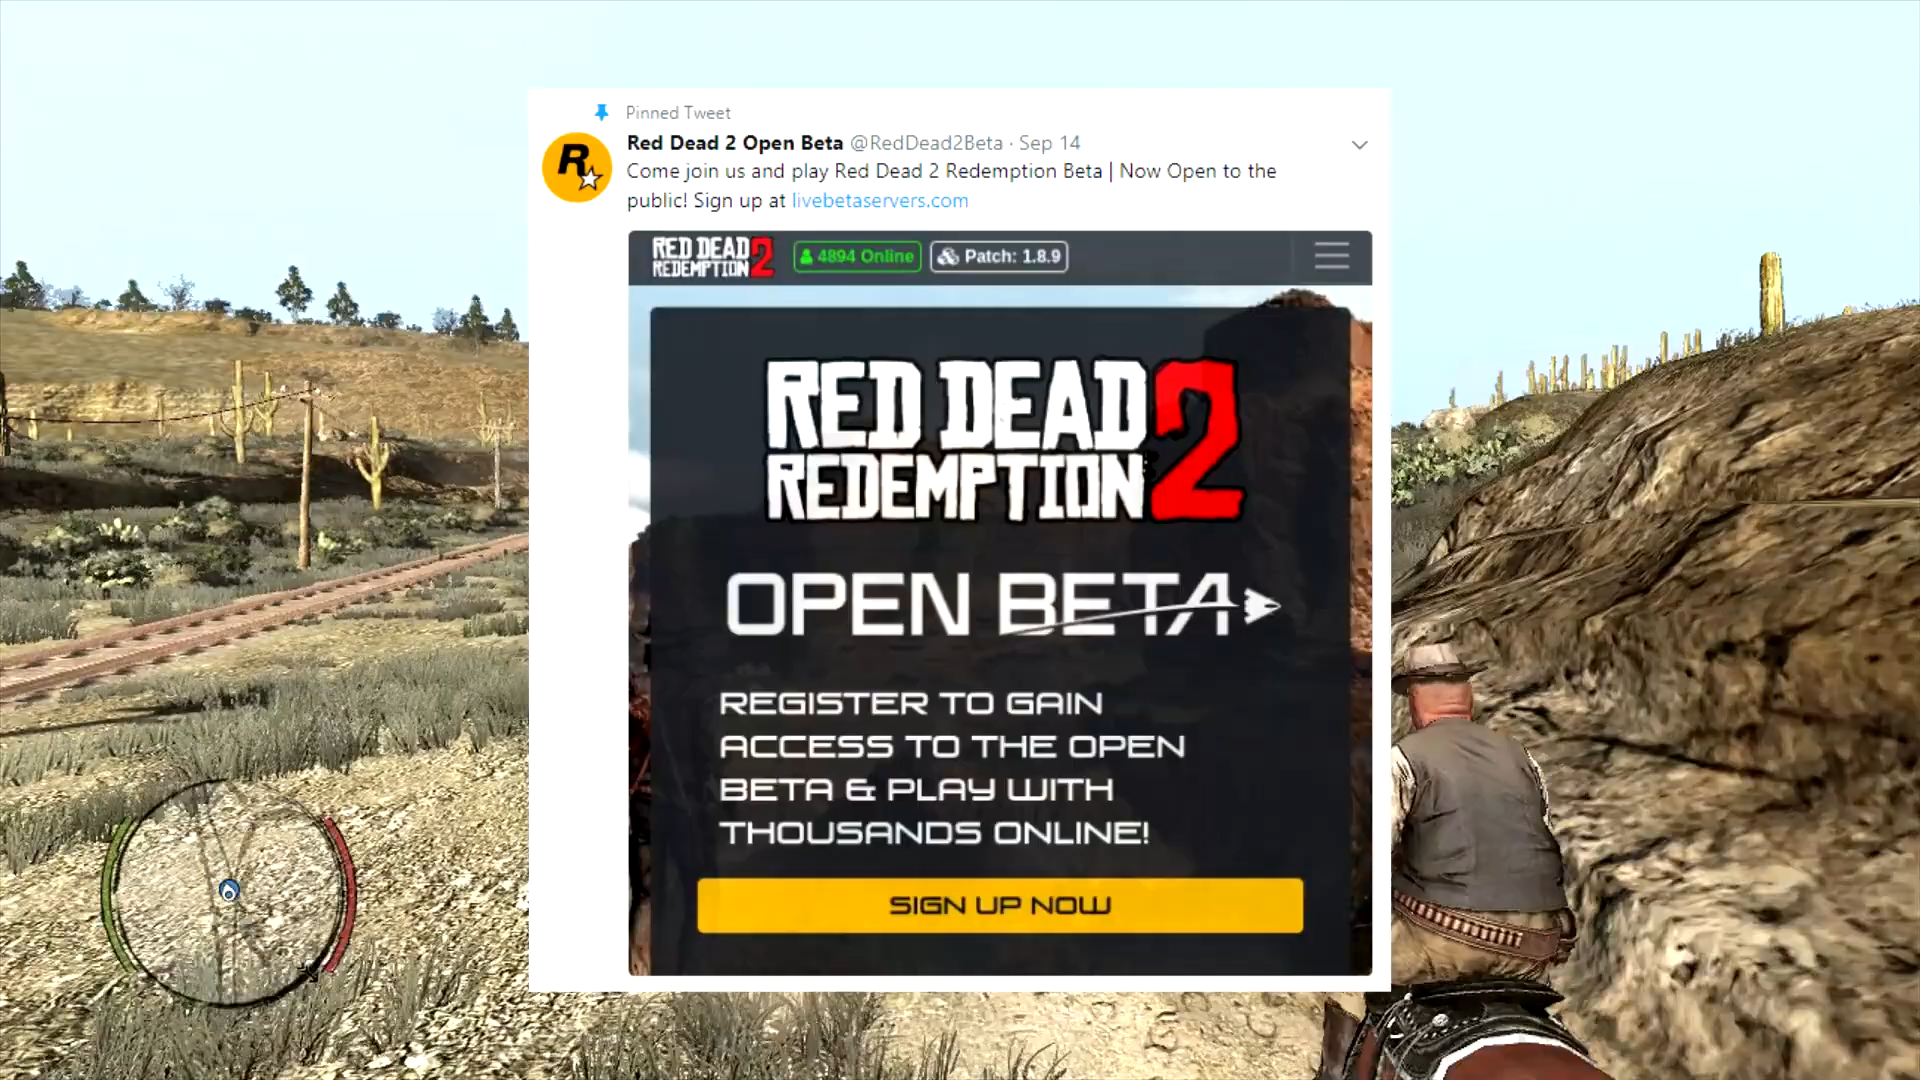 Pinned Tweet
Red Dead 2 Open Beta @RedDead2Beta · Sep 14
Come join us and play Red Dead 2 Redemption Beta | Now Open to the
public! Sign up at livebetaservers.com
RED DEAD
REDEMPTION 2
4894 Online
Patch: 1.8.9
RED DEAD
REDEMPTION 2
OPEN BETA
REGISTER TO GAIN
ACCESS TO THE OPEN
BETA & PLAY WITH
THOUSANDS ONLINE!
SIGN UP NOW
R